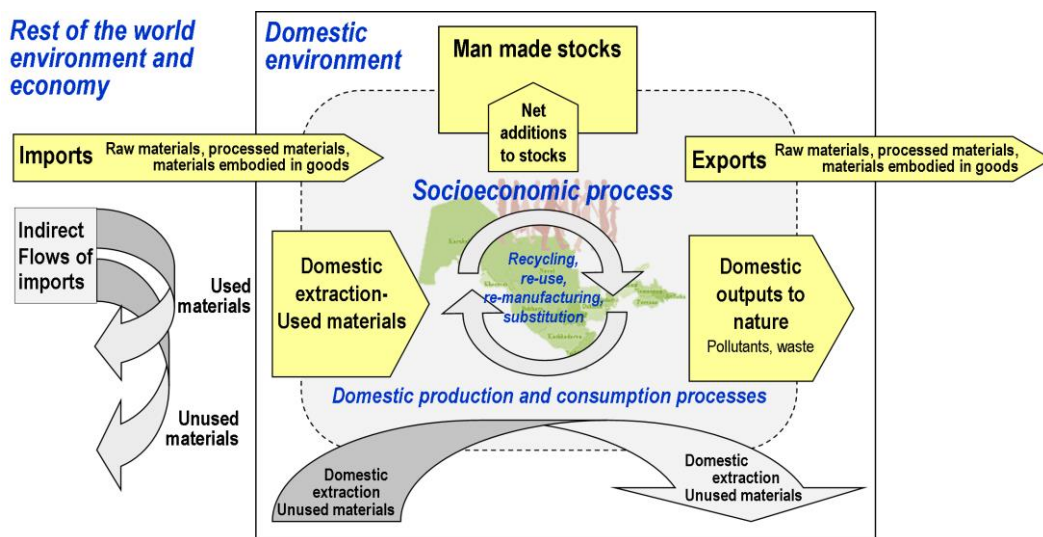 Rest of the world
environment and
economy
Domestic
environment
Man made stocks
Net
additions
to stocks
Imports
Raw materials, processed materials,
materials embodied in goods
Exports
Raw materials, processed materials,
materials embodied in goods
Socioeconomic process
Indirect
Flows of
imports
Used
materials
Unused
materials
Domestic
extraction-
Used materials
Recycling,
re-use,
re-manufacturing,
substitution
Domestic
outputs to
nature
Pollutants, waste
Domestic production and consumption processes
Domestic
extraction
Unused materials
Domestic
extraction
Unused materials